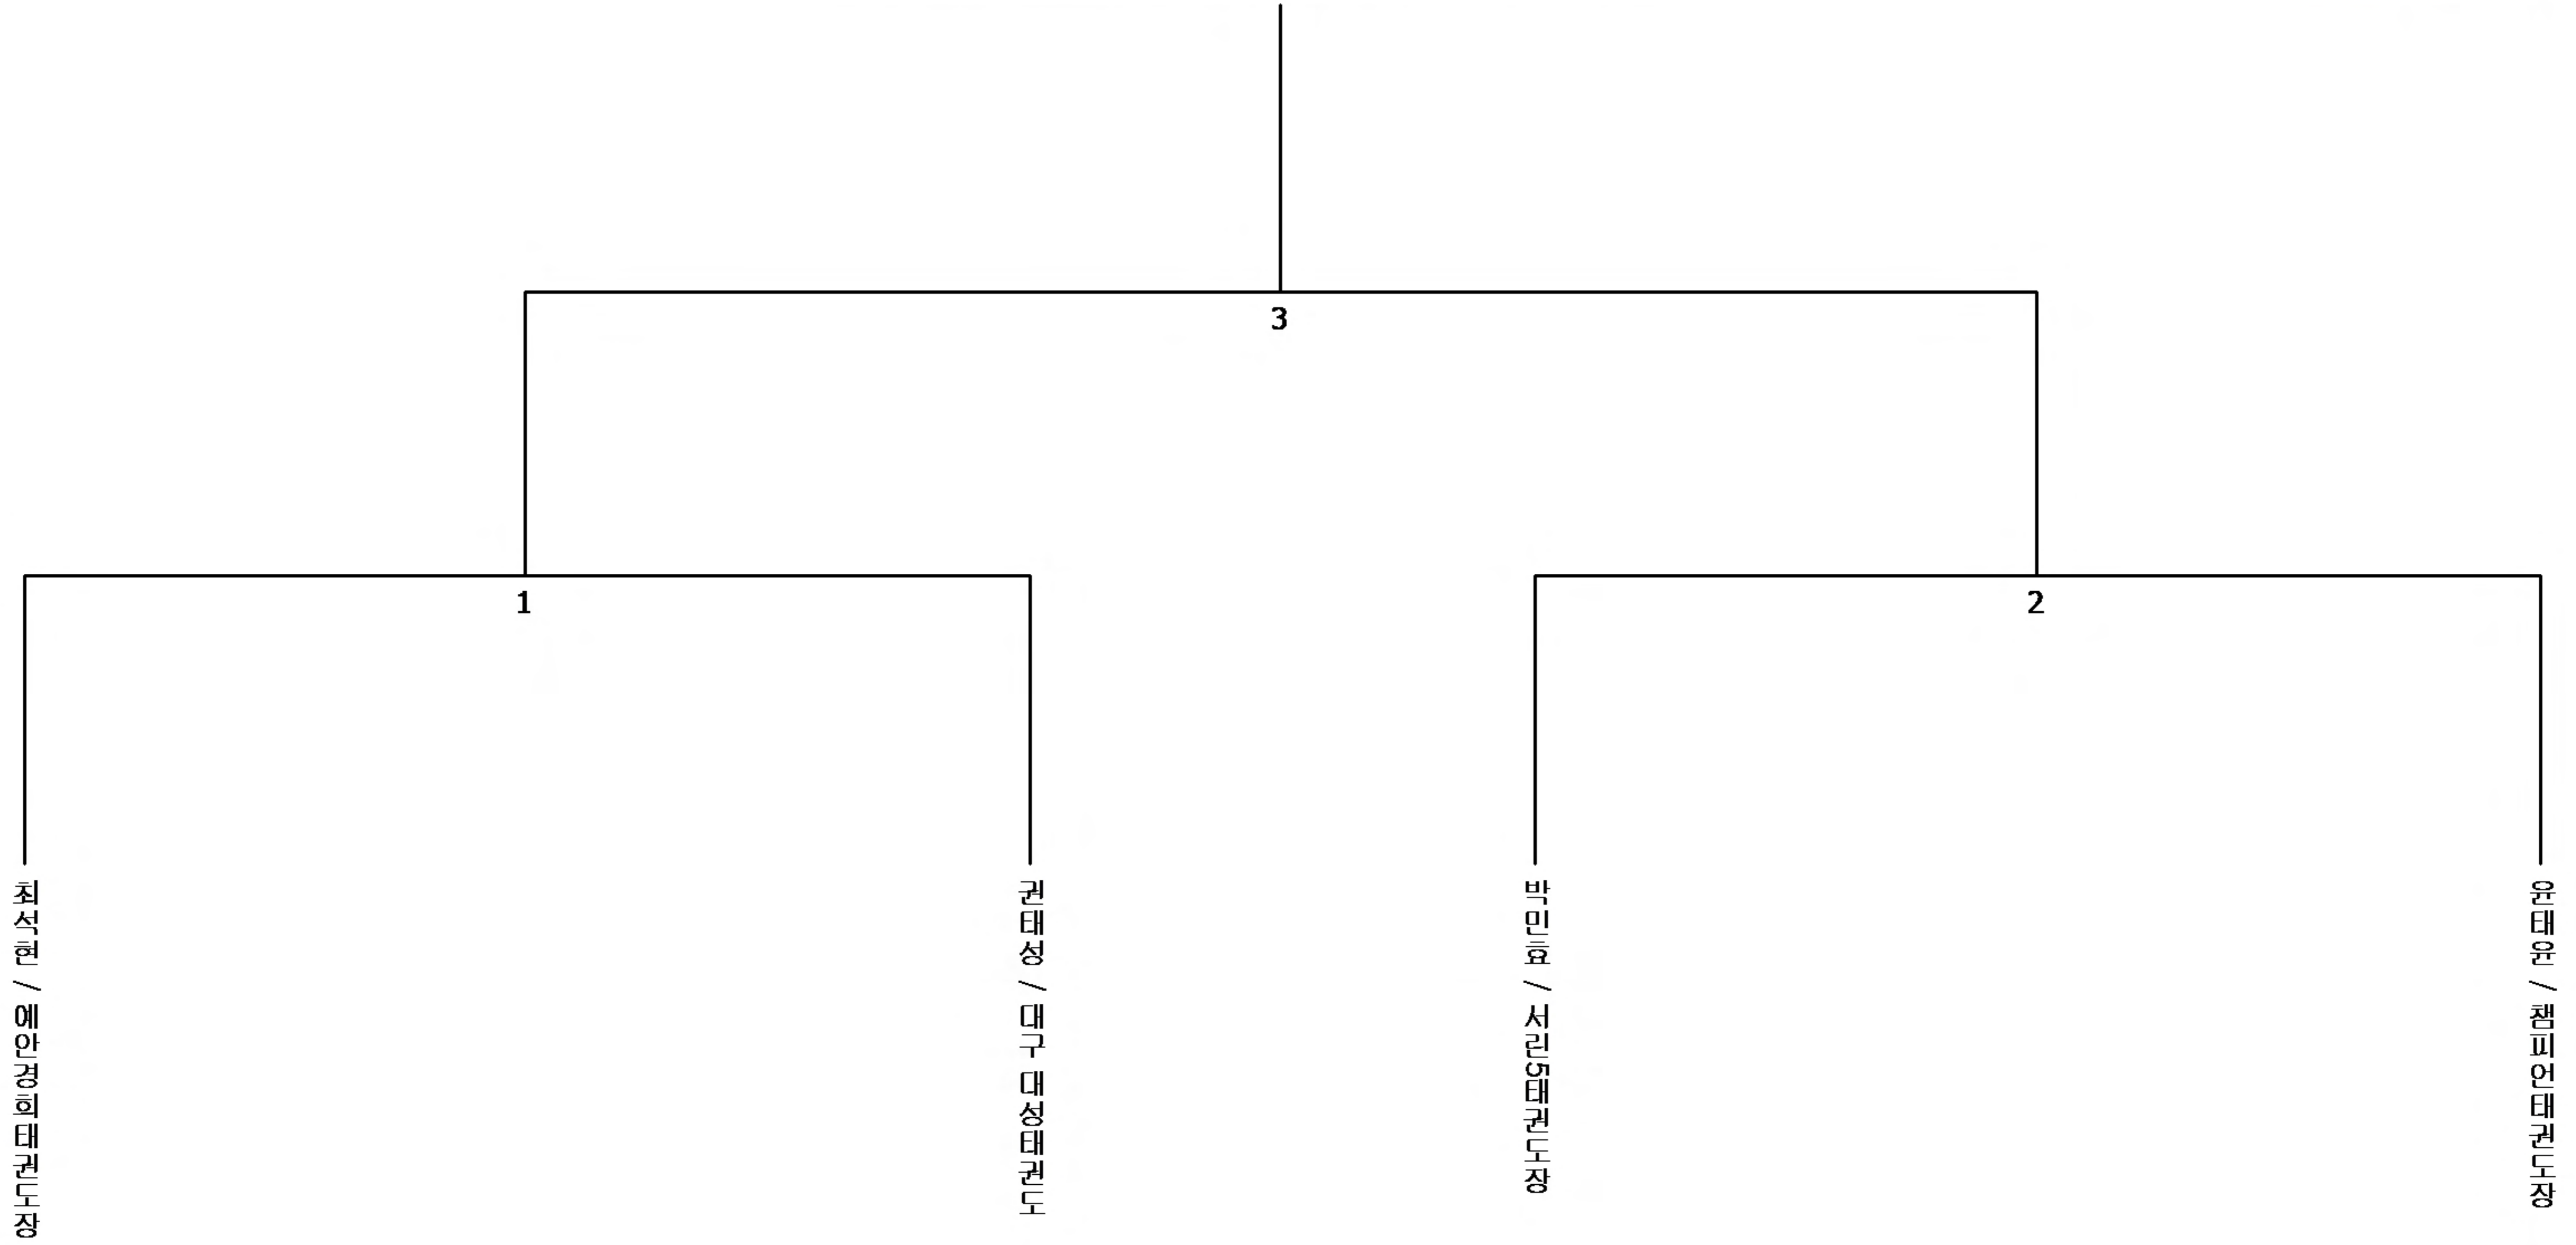 3
1
2
최석현 / 예안경희태권도장
권태성 / 대구 대성태권도
박민효 / 서린5태권도장
윤태윤 / 챔피언태권도장